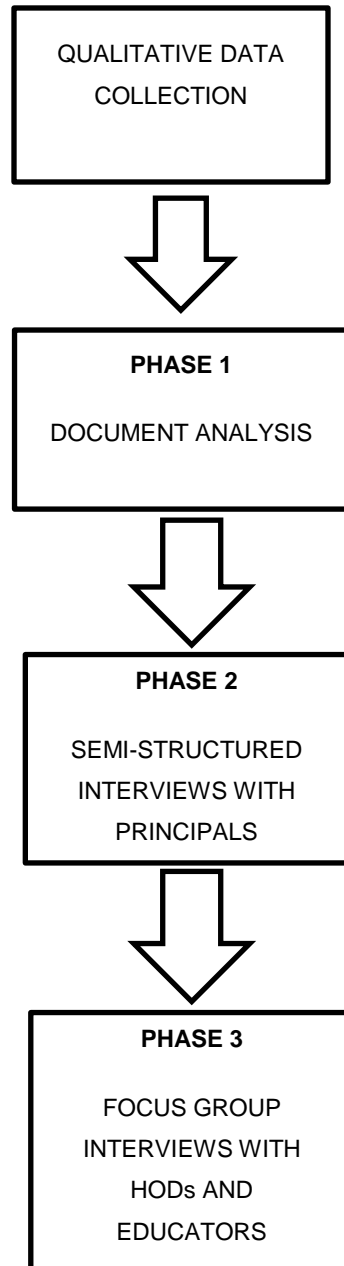 QUALITATIVE DATA
COLLECTION
PHASE 1
DOCUMENT ANALYSIS
PHASE 2
SEMI-STRUCTURED
INTERVIEWS WITH
PRINCIPALS
PHASE 3
FOCUS GROUP
INTERVIEWS WITH
HODs AND
EDUCATORS